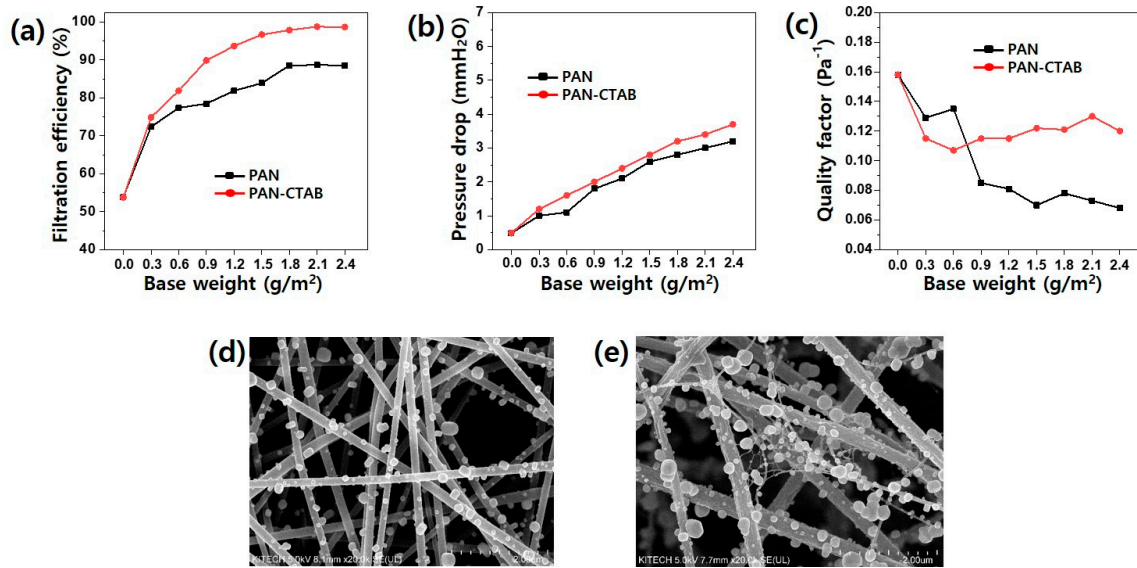 (a)
Filtration efficiency (%)
100
90
80
70
60
50
40
PAN
PAN-CTAB
0.0 0.3 0.6 0.9 1.2 1.5 1.8 2.1 2.4
Base weight (g/m²)
(b)
Pressure drop (mmH2O)
7
6
5
4
3
2
1
0
PAN
PAN-CTAB
0.0 0.3 0.6 0.9 1.2 1.5 1.8 2.1 2.4
Base weight (g/m²)
(c)
Quality factor (Pa⁻¹)
0.20
0.18
0.16
0.14
0.12
0.10
0.08
0.06
0.04
PAN
PAN-CTAB
0.0 0.3 0.6 0.9 1.2 1.5 1.8 2.1 2.4
Base weight (g/m²)
(d)
KITECH 5.0kV 8.1mm x20.0k SE(UL) 2.00um
(e)
KITECH 5.0kV 7.7mm x20.0k SE(UL) 2.00um